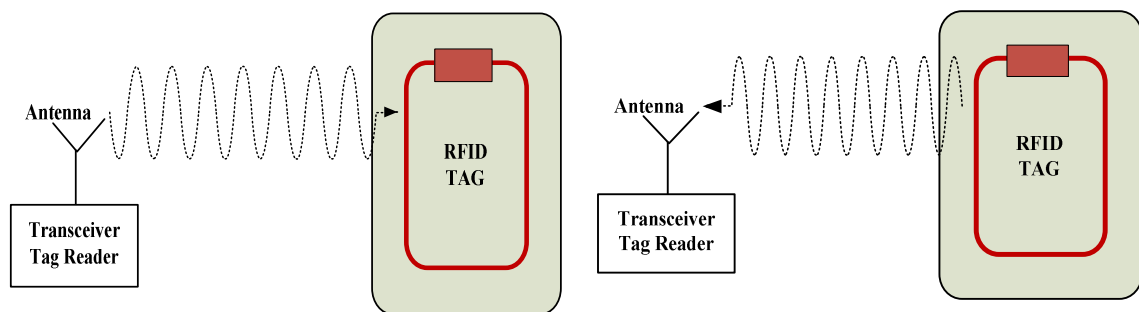 Antenna
RFID
TAG
Transceiver
Tag Reader
Antenna
RFID
TAG
Transceiver
Tag Reader